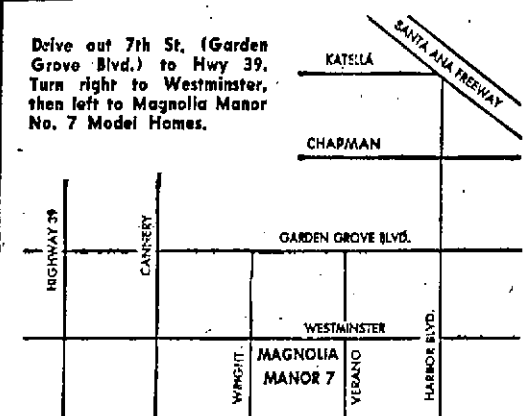 Drive out 7th St. (Garden
Grove Blvd.) to Hwy 39.
Turn right to Westminster,
then left to Magnolia Manor
No. 7 Model Homes.
SANTA ANA FREEWAY
KATELLA
CHAPMAN
HIGHWAY 39
CANNERY
GARDEN GROVE BLVD.
WESTMINSTER
WRIGHT
MAGNOLIA
MANOR 7
VERANO
HARBOR BLVD.